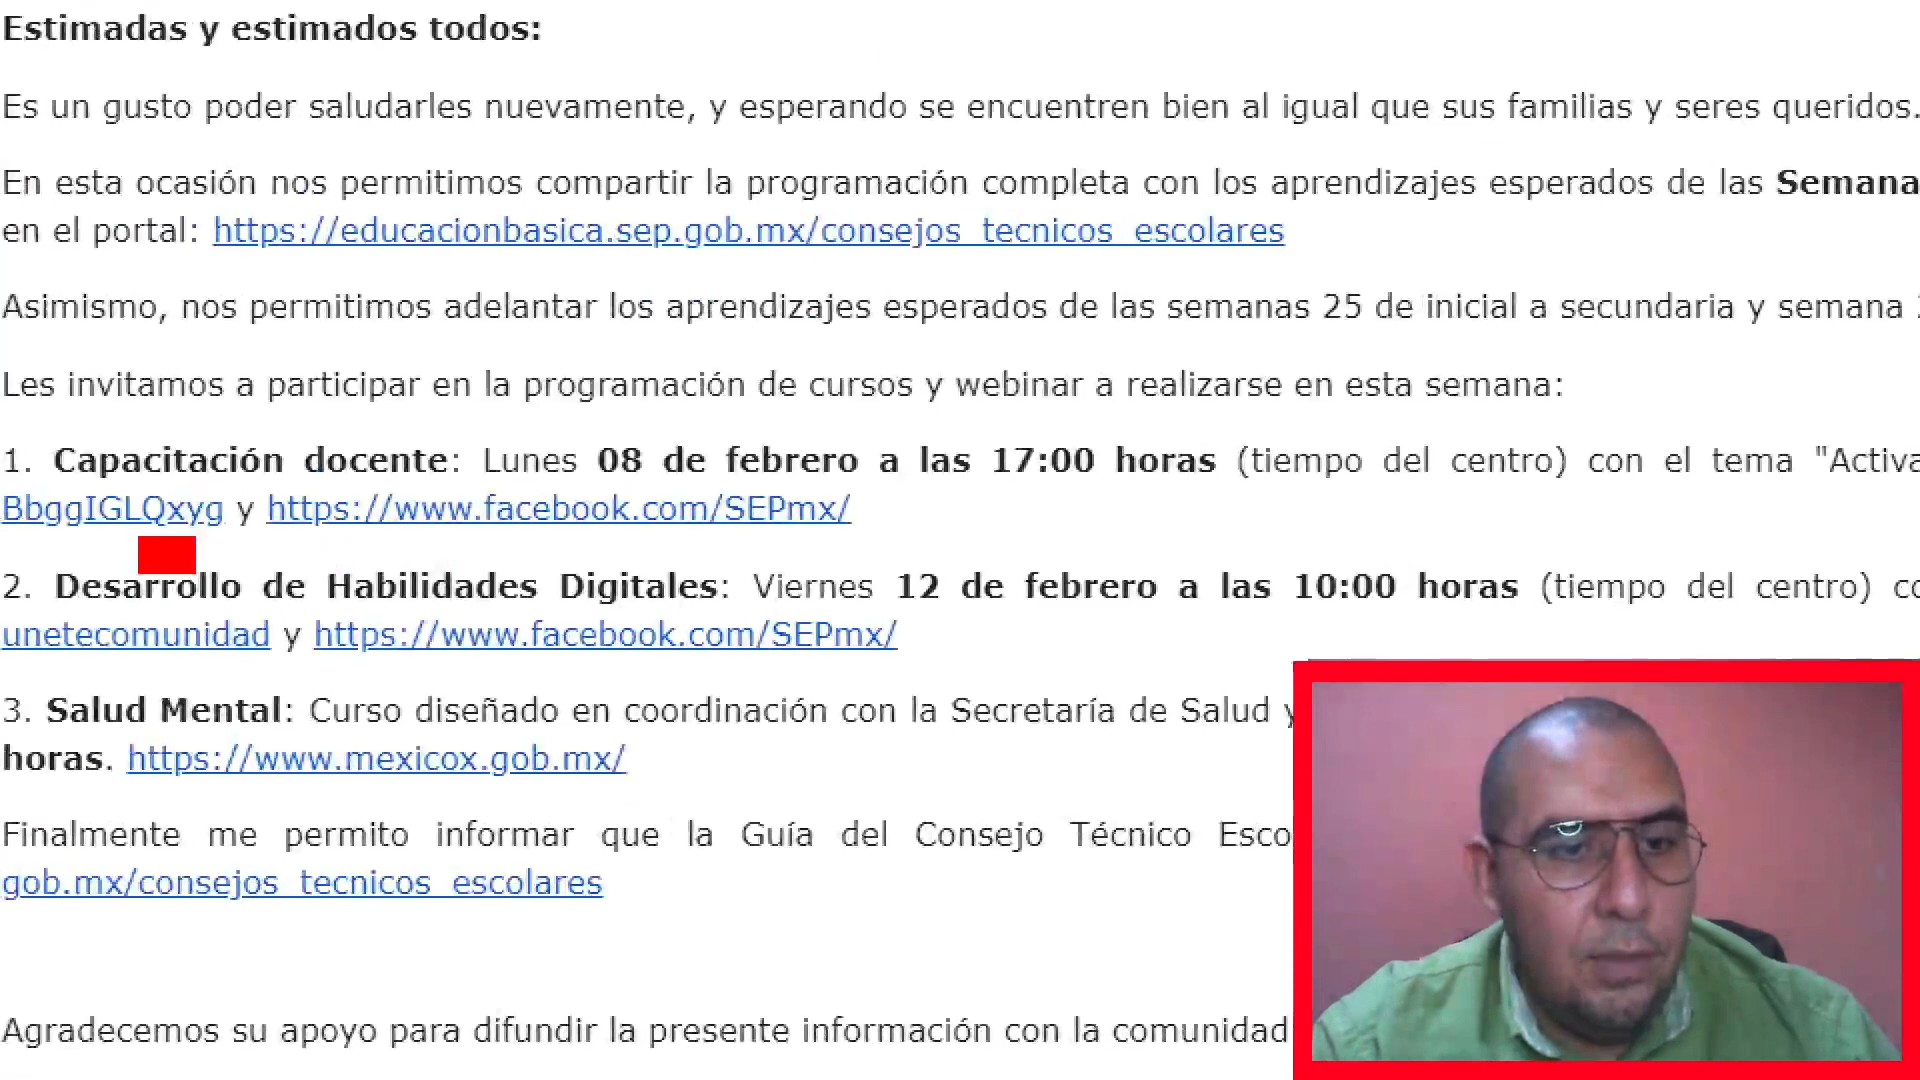 Estimadas y estimados todos:
Es un gusto poder saludarles nuevamente, y esperando se encuentren bien al igual que sus familias y seres queridos.
En esta ocasión nos permitimos compartir la programación completa con los aprendizajes esperados de las Semana
en el portal: https://educacionbasica.sep.gob.mx/consejos_tecnicos_escolares
Asimismo, nos permitimos adelantar los aprendizajes esperados de las semanas 25 de inicial a secundaria y semana
Les invitamos a participar en la programación de cursos y webinar a realizarse en esta semana:
1. Capacitación docente: Lunes 08 de febrero a las 17:00 horas (tiempo del centro) con el tema "Activa
BbggIGLQxyg y https://www.facebook.com/SEPmx/
2. Desarrollo de Habilidades Digitales: Viernes 12 de febrero a las 10:00 horas (tiempo del centro) co
unetecomunidad y https://www.facebook.com/SEPmx/
3. Salud Mental: Curso diseñado en coordinación con la Secretaría de Salud y
horas. https://www.mexicox.gob.mx/
Finalmente me permito informar que la Guía del Consejo Técnico Esco
gob.mx/consejos_tecnicos_escolares
Agradecemos su apoyo para difundir la presente información con la comunidad